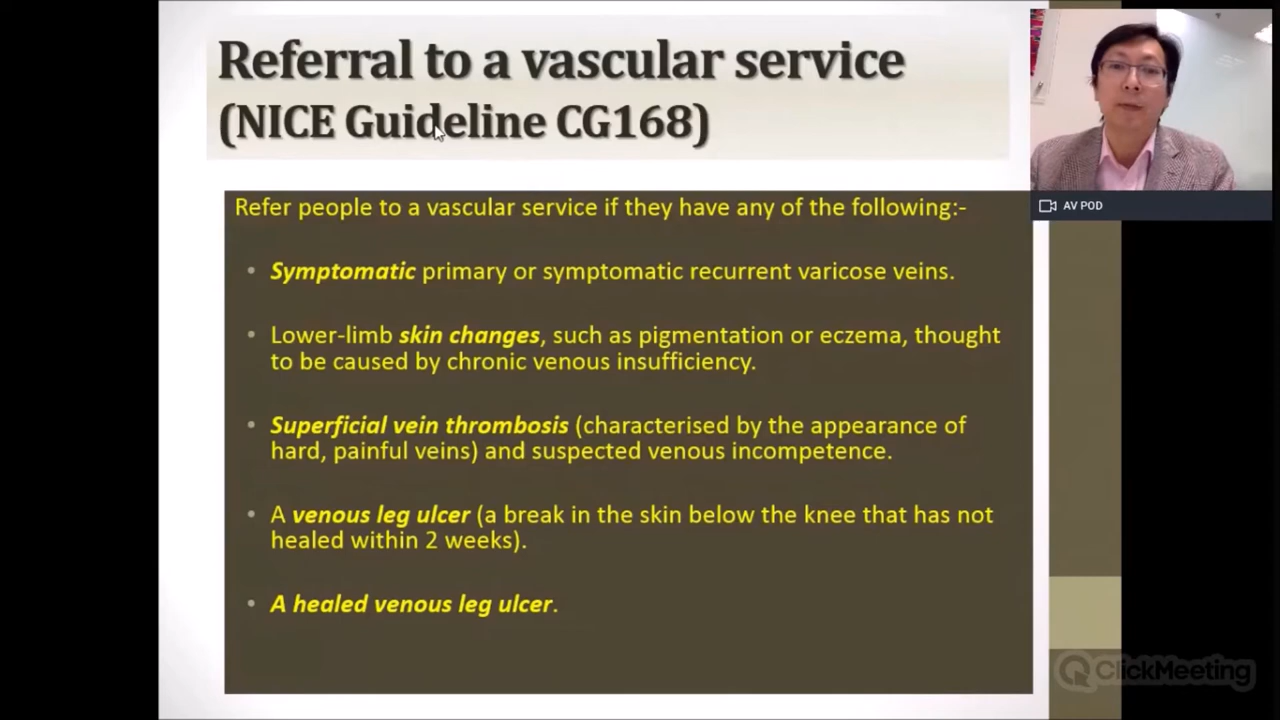 Referral to a vascular service
(NICE Guideline CG168)
AV POD
Refer people to a vascular service if they have any of the following:-
• Symptomatic primary or symptomatic recurrent varicose veins.
• Lower-limb skin changes, such as pigmentation or eczema, thought
to be caused by chronic venous insufficiency.
• Superficial vein thrombosis (characterised by the appearance of
hard, painful veins) and suspected venous incompetence.
• A venous leg ulcer (a break in the skin below the knee that has not
healed within 2 weeks).
• A healed venous leg ulcer.
ClickMeeting